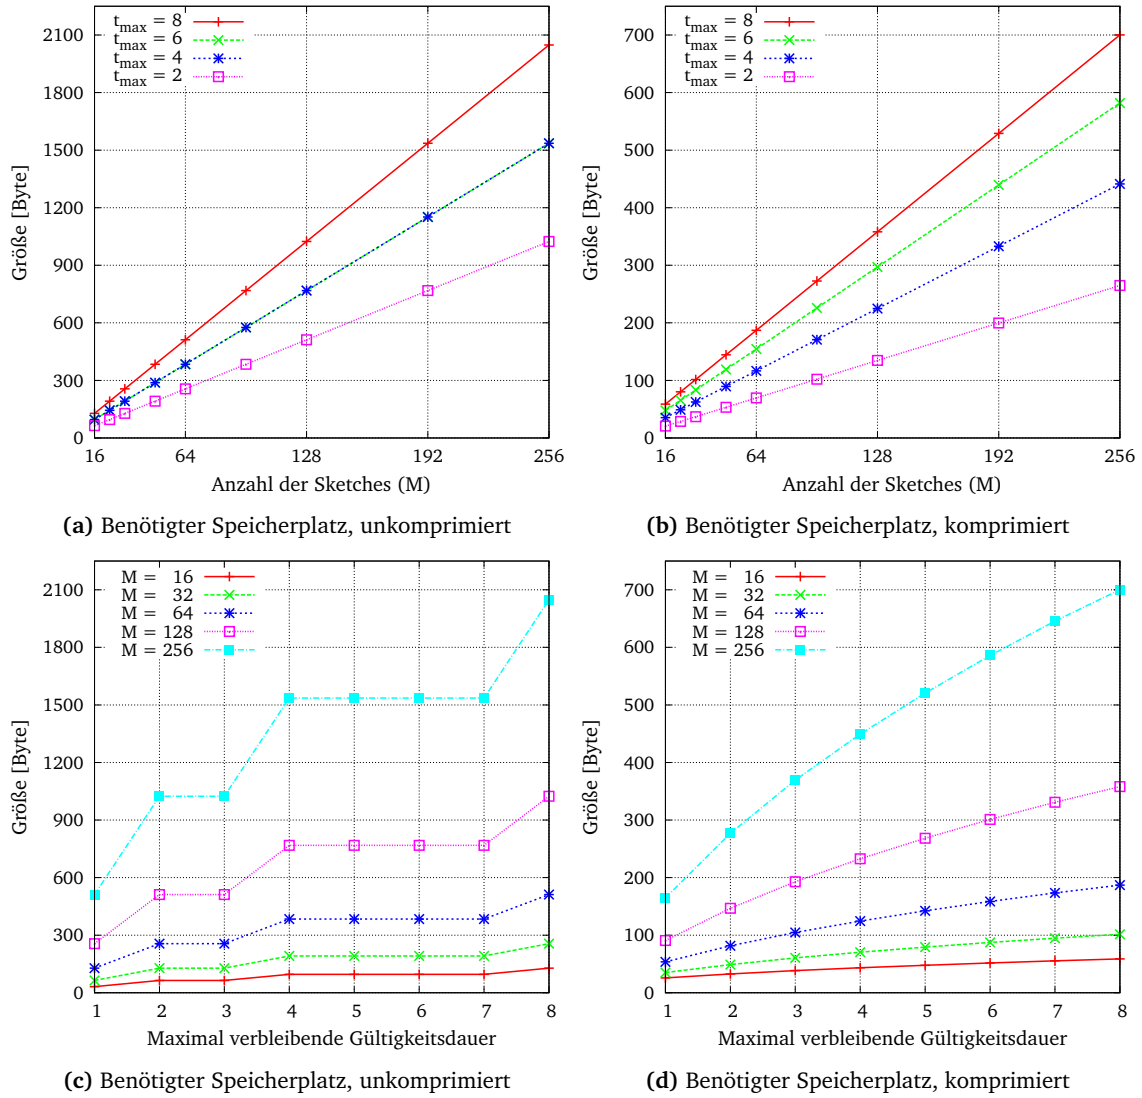 t_max = 8
t_max = 6
t_max = 4
t_max = 2
2100
1800
1500
1200
900
600
300
0
Größe [Byte]
16 64 128 192 256
Anzahl der Sketches (M)
(a) Benötigter Speicherplatz, unkomprimiert
t_max = 8
t_max = 6
t_max = 4
t_max = 2
700
600
500
400
300
200
100
0
Größe [Byte]
16 64 128 192 256
Anzahl der Sketches (M)
(b) Benötigter Speicherplatz, komprimiert
M = 16
M = 32
M = 64
M = 128
M = 256
2100
1800
1500
1200
900
600
300
0
Größe [Byte]
1 2 3 4 5 6 7 8
Maximal verbleibende Gültigkeitsdauer
(c) Benötigter Speicherplatz, unkomprimiert
M = 16
M = 32
M = 64
M = 128
M = 256
700
600
500
400
300
200
100
0
Größe [Byte]
1 2 3 4 5 6 7 8
Maximal verbleibende Gültigkeitsdauer
(d) Benötigter Speicherplatz, komprimiert